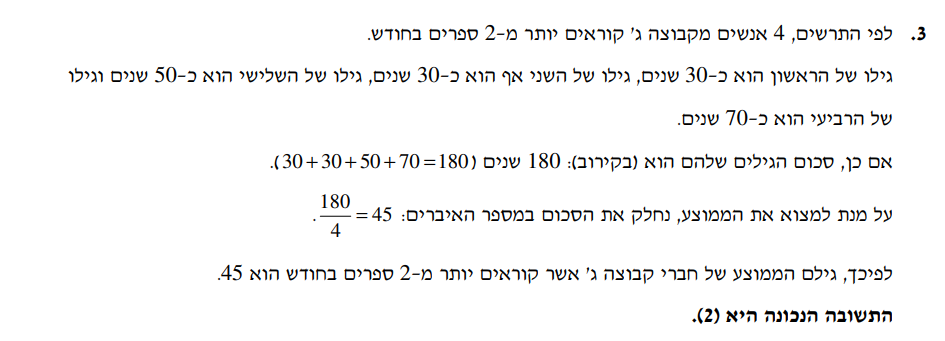 3. לפי התרשים, 4 אנשים מקבוצה ג' קוראים יותר מ-2 ספרים בחודש.
גילו של הראשון הוא כ-30 שנים, גילו של השני אף הוא כ-30 שנים, גילו של השלישי הוא כ-50 שנים וגילו
של הרביעי הוא כ-70 שנים.
אם כן, סכום הגילים שלהם הוא (בקירוב): 180 שנים (30+30+50+70=180).
על מנת למצוא את הממוצע, נחלק את הסכום במספר האיברים: 180/4 = 45.
לפיכך, גילם הממוצע של חברי קבוצה ג' אשר קוראים יותר מ-2 ספרים בחודש הוא 45.
התשובה הנכונה היא (2).